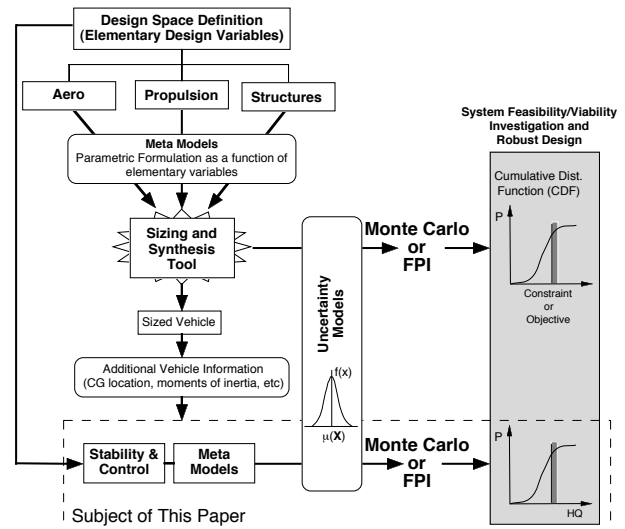 Design Space Definition
(Elementary Design Variables)
Aero
Propulsion
Structures
Meta Models
Parametric Formulation as a function of
elementary variables
Sizing and
Synthesis
Tool
Sized Vehicle
Additional Vehicle Information
(CG location, moments of inertia, etc)
Stability &
Control
Meta
Models
Subject of This Paper
Uncertainty
Models
f(x)
μ(X)
Monte Carlo
or
FPI
Monte Carlo
or
FPI
System Feasibility/Viability
Investigation and
Robust Design
Cumulative Dist.
Function (CDF)
P
Constraint
or
Objective
P
HQ